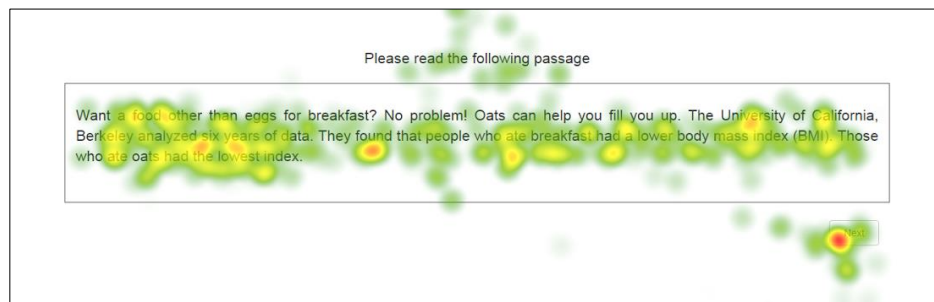 Please read the following passage
Want a food other than eggs for breakfast? No problem! Oats can help you fill you up. The University of California,
Berkeley analyzed six years of data. They found that people who ate breakfast had a lower body mass index (BMI). Those
who ate oats had the lowest index.
Next